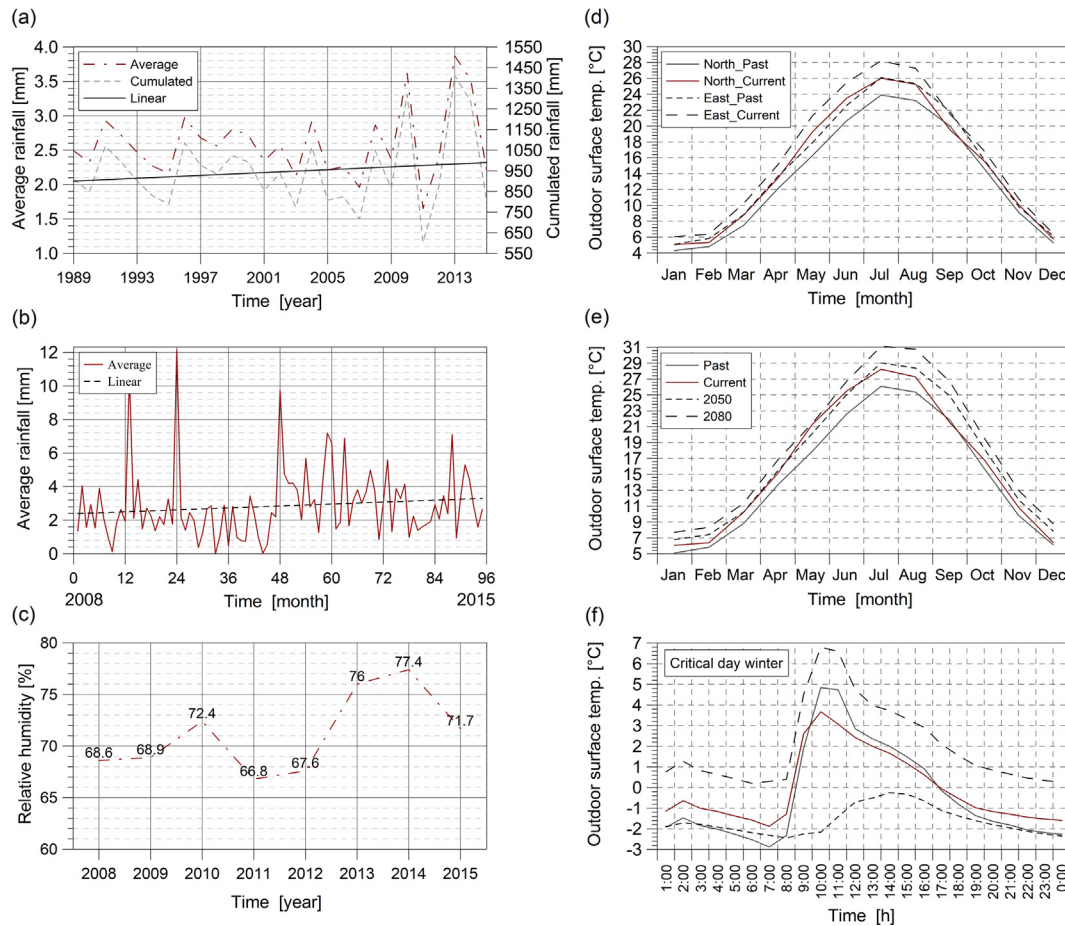 (a)
Average rainfall [mm]
4.0
3.5
3.0
2.5
2.0
1.5
1.0
Average
Cumulated
Linear
1550
1450
1350
1250
1150
1050
950
850
750
650
550
Cumulated rainfall [mm]
1989 1993 1997 2001 2005 2009 2013
Time [year]
(b)
Average rainfall [mm]
12
10
8
6
4
2
0
Average
Linear
0 12 24 36 48 60 72 84 96
2008 Time [month] 2015
(c)
Relative humidity [%]
80
75
70
65
60
68.6 68.9 72.4 66.8 67.6 76 77.4 71.7
2008 2009 2010 2011 2012 2013 2014 2015
Time [year]
(d)
Outdoor surface temp. [°C]
30
28
26
24
22
20
18
16
14
12
10
8
6
4
North_Past
North_Current
East_Past
East_Current
Jan Feb Mar Apr May Jun Jul Aug Sep Oct Nov Dec
Time [month]
(e)
Outdoor surface temp. [°C]
31
29
27
25
23
21
19
17
15
13
11
9
7
5
Past
Current
2050
2080
Jan Feb Mar Apr May Jun Jul Aug Sep Oct Nov Dec
Time [month]
(f)
Outdoor surface temp. [°C]
7
6
5
4
3
2
1
0
-1
-2
-3
Critical day winter
1:00 2:00 3:00 4:00 5:00 6:00 7:00 8:00 9:00 10:00 11:00 12:00 13:00 14:00 15:00 16:00 17:00 18:00 19:00 20:00 21:00 22:00 23:00 0:00
Time [h]